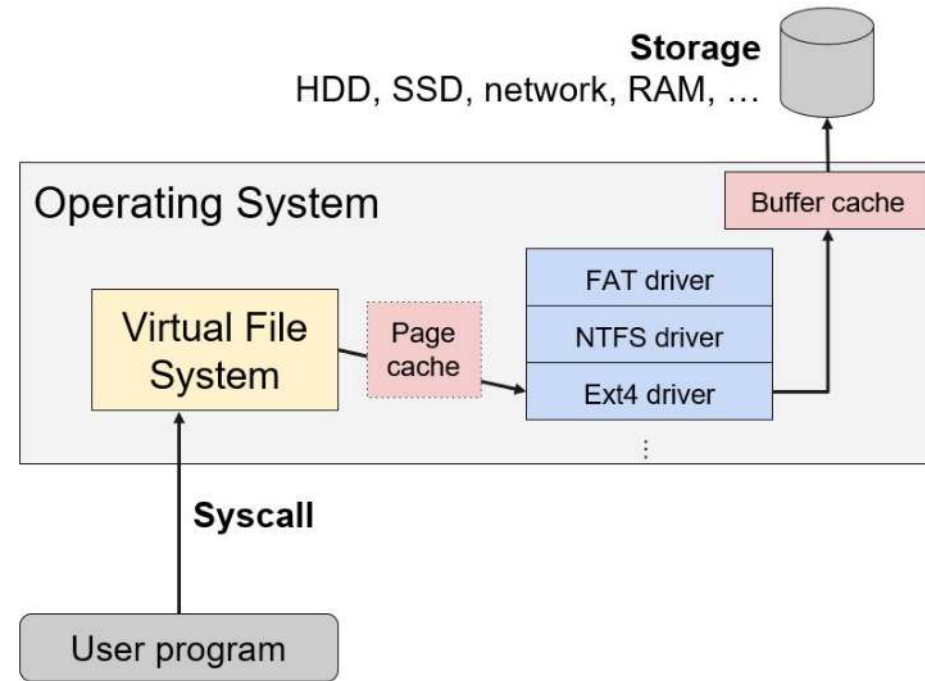 Storage
HDD, SSD, network, RAM, …
Operating System
Buffer cache
FAT driver
Virtual File
System
Page
cache
NTFS driver
Ext4 driver
⋮
Syscall
User program